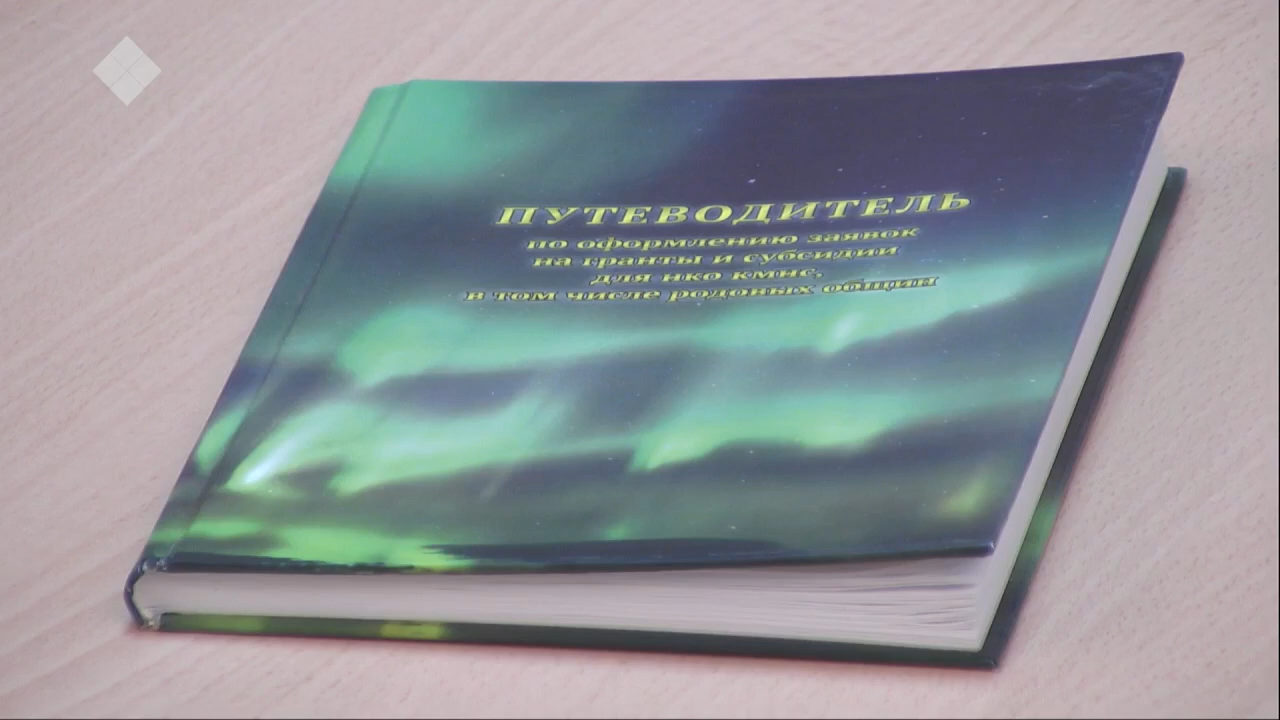 ПУТЕВОДИТЕЛЬ
по оформлению заявок
на гранты и субсидии
для нко кмнс,
в том числе родовых общин